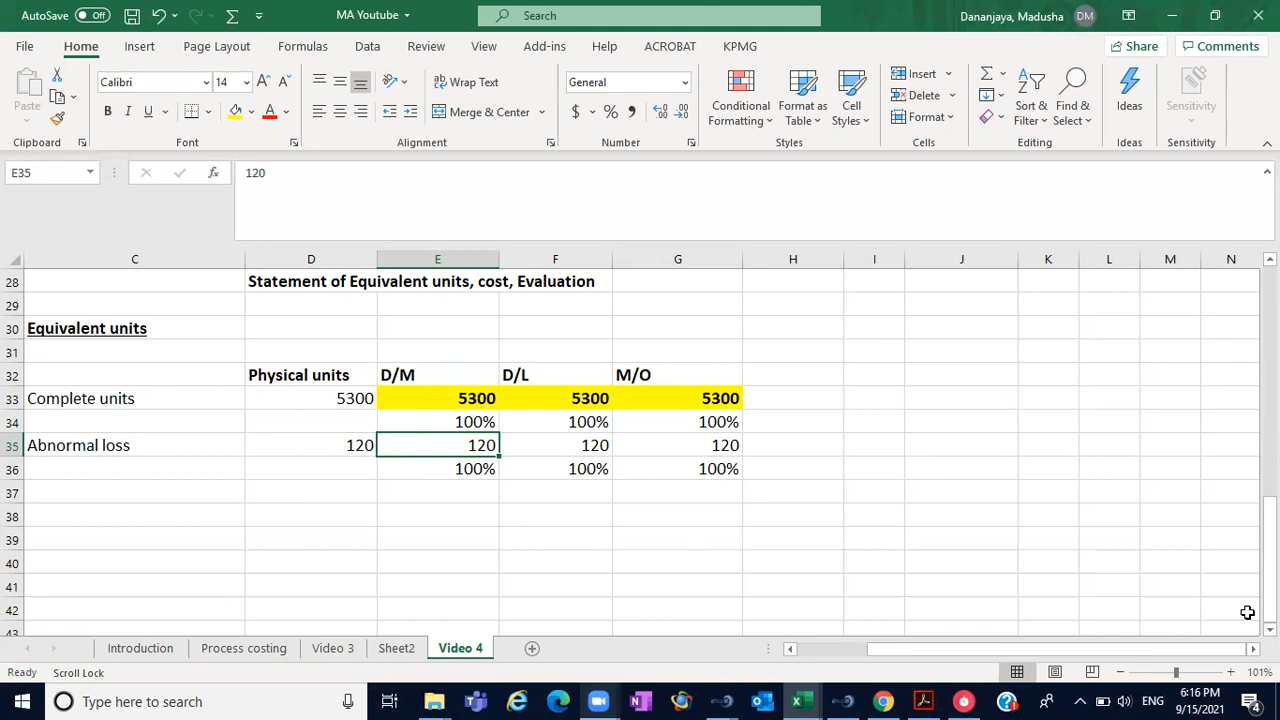 AutoSave Off MA Youtube Search Dananjaya, Madusha DM
File Home Insert Page Layout Formulas Data Review View Add-ins Help ACROBAT KPMG Share Comments
Calibri 14 Wrap Text General Insert
Paste B I U Merge & Center $ % Conditional Formatting Format as Table Cell Styles Delete Format Sort & Filter Find & Select Ideas Sensitivity
Clipboard Font Alignment Number Styles Cells Editing Ideas Sensitivity
E35 fx 120
C D E F G H I J K L M N
28 Statement of Equivalent units, cost, Evaluation
29
30 Equivalent units
31
32 Physical units D/M D/L M/O
33 Complete units 5300 5300 5300 5300
34 100% 100% 100%
35 Abnormal loss 120 120 120 120
36 100% 100% 100%
37
38
39
40
41
42
43
Introduction Process costing Video 3 Sheet2 Video 4
Ready Scroll Lock 101%
Type here to search ENG 6:16 PM
9/15/2021 4